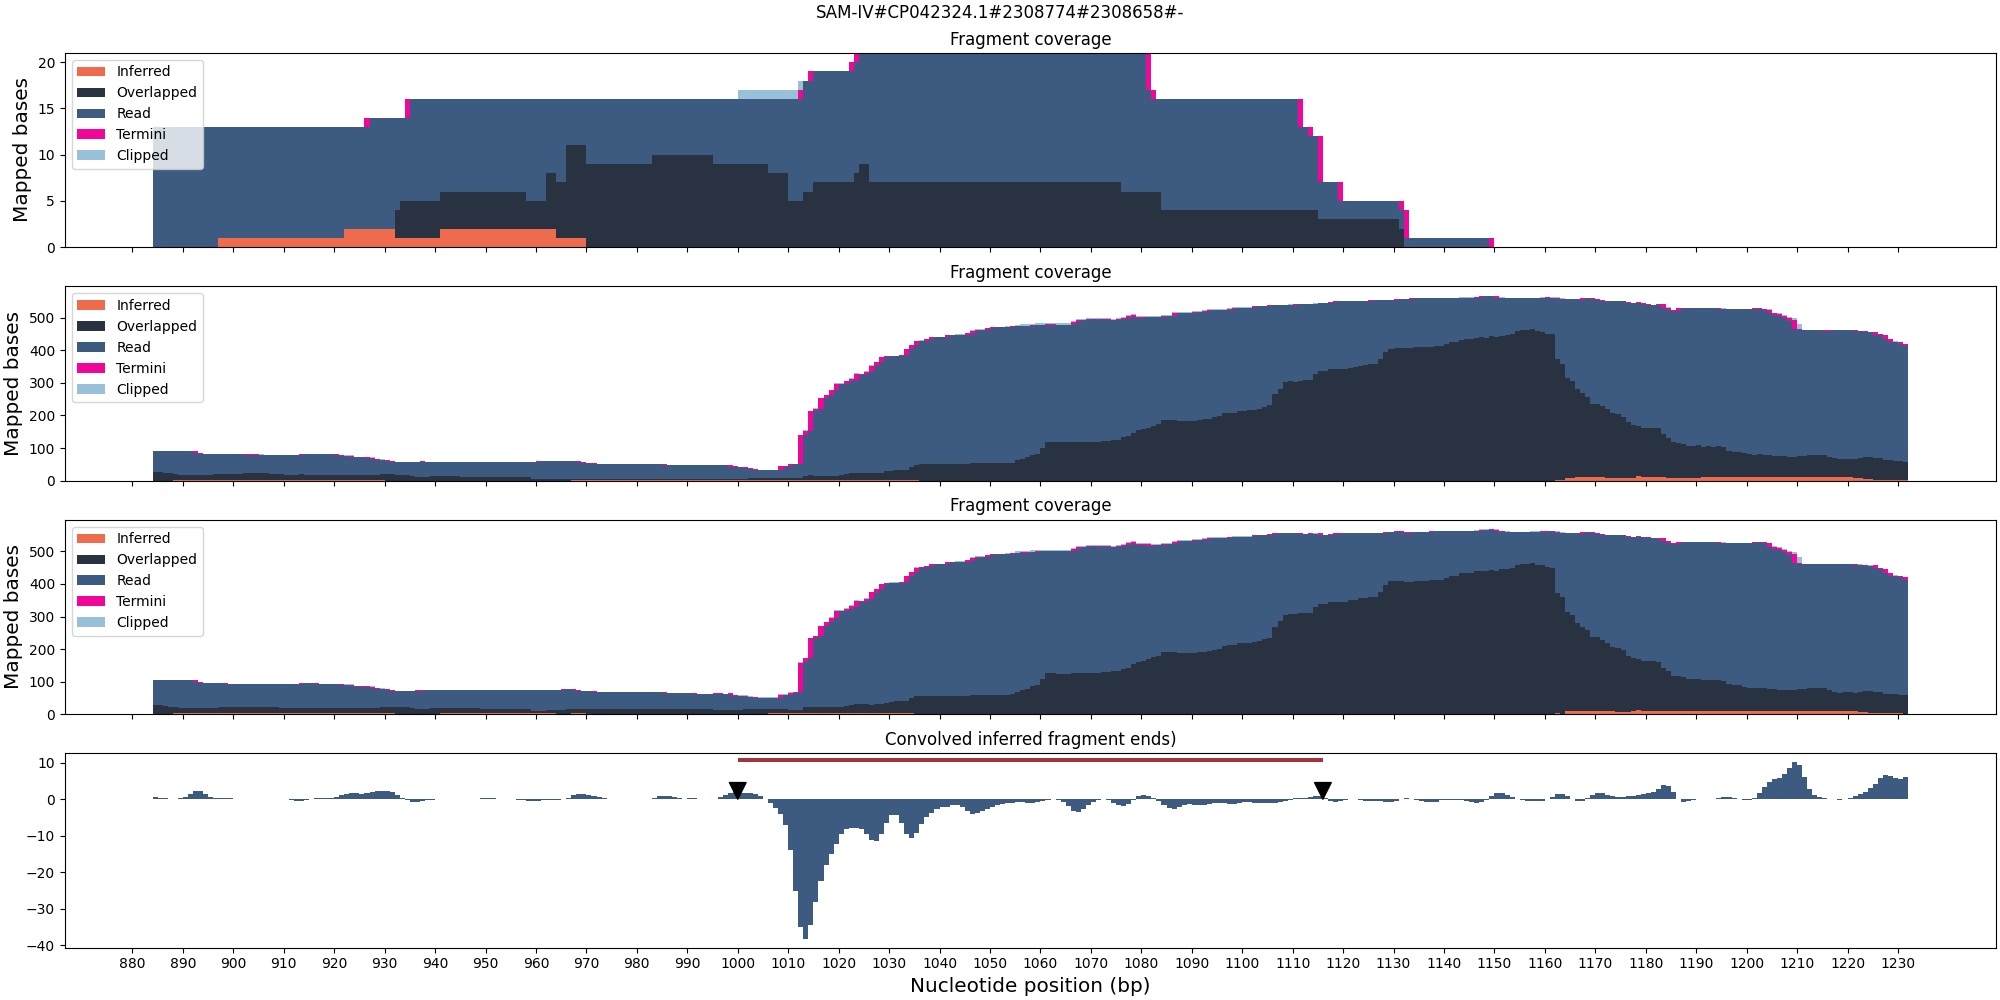 SAM-IV#CP042324.1#2308774#2308658#-
Fragment coverage
Mapped bases
20
15
10
5
0
Inferred
Overlapped
Read
Termini
Clipped
Fragment coverage
Mapped bases
500
400
300
200
100
0
Inferred
Overlapped
Read
Termini
Clipped
Fragment coverage
Mapped bases
500
400
300
200
100
0
Inferred
Overlapped
Read
Termini
Clipped
Convolved inferred fragment ends)
10
0
−10
−20
−30
−40
880 890 900 910 920 930 940 950 960 970 980 990 1000 1010 1020 1030 1040 1050 1060 1070 1080 1090 1100 1110 1120 1130 1140 1150 1160 1170 1180 1190 1200 1210 1220 1230
Nucleotide position (bp)